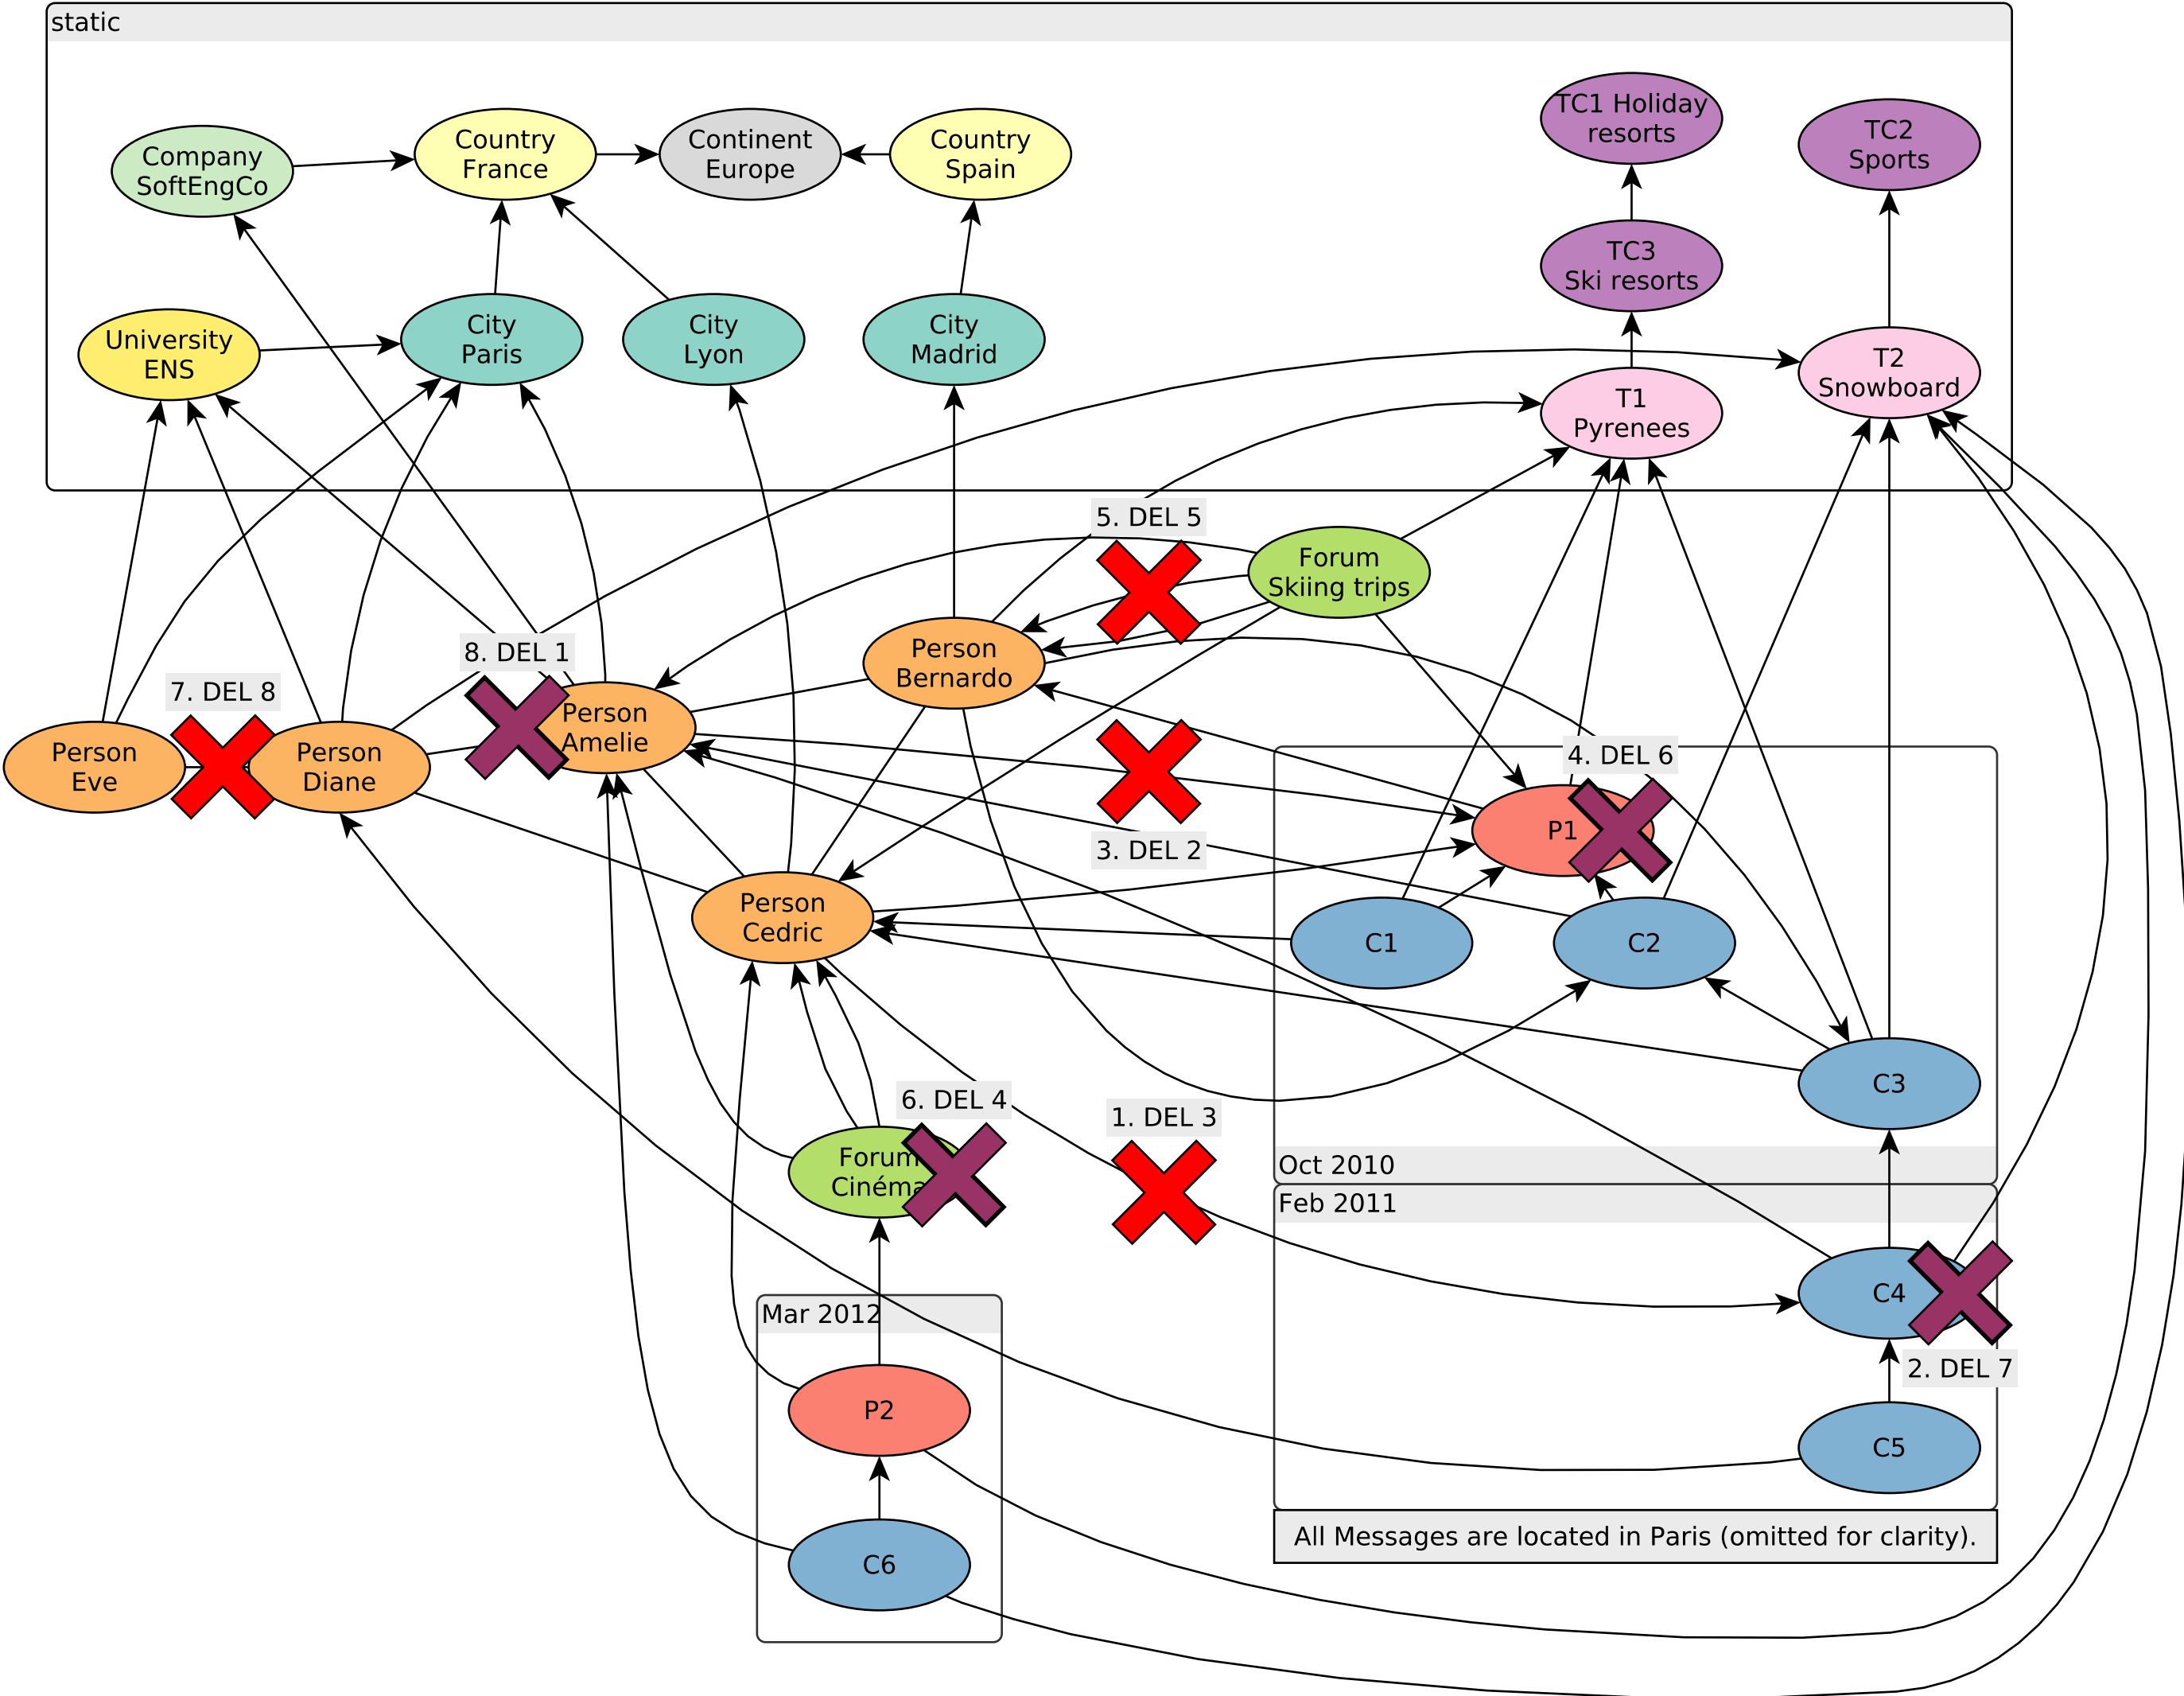 static
TC1 Holiday
resorts
TC2
Sports
Company
SoftEngCo
Country
France
Continent
Europe
Country
Spain
TC3
Ski resorts
University
ENS
City
Paris
City
Lyon
City
Madrid
T2
Snowboard
T1
Pyrenees
5. DEL 5
Forum
Skiing trips
8. DEL 1
Person
Bernardo
7. DEL 8
Person
Eve
Person
Diane
Person
Amelie
4. DEL 6
P1
3. DEL 2
Person
Cedric
C1
C2
C3
6. DEL 4
1. DEL 3
Forum
Cinéma
Oct 2010
Feb 2011
C4
2. DEL 7
Mar 2012
P2
C5
C6
All Messages are located in Paris (omitted for clarity).